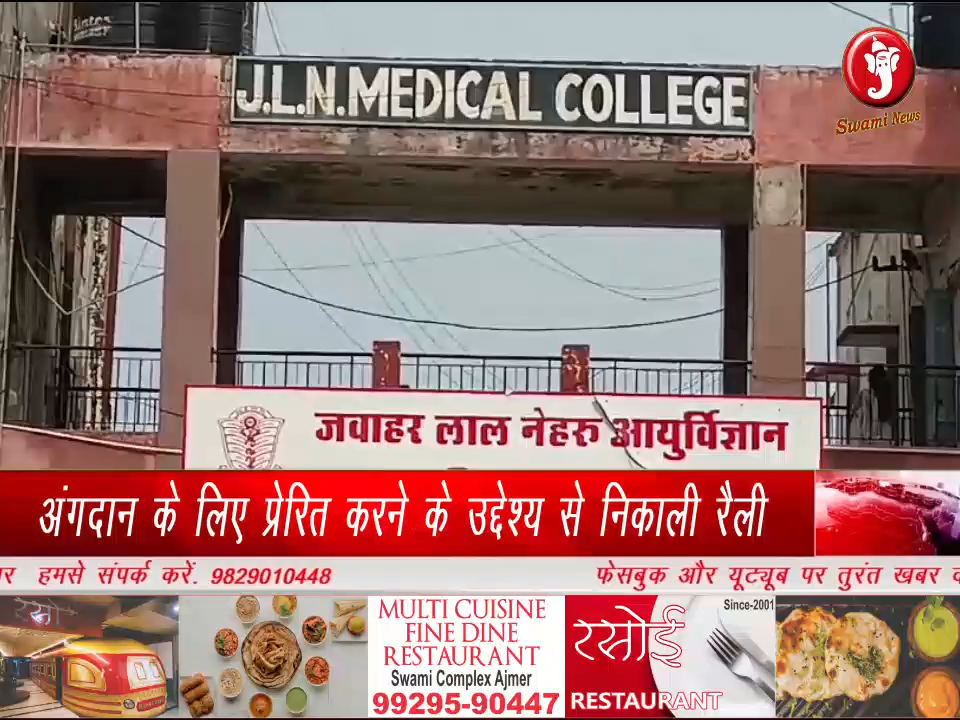 J.L.N. MEDICAL COLLEGE
Swami News
जवाहर लाल नेहरु आयुर्विज्ञान
अंगदान के लिए प्रेरित करने के उद्देश्य से निकाली रैली
हमसे संपर्क करें. 9829010448
फेसबुक और यूट्यूब पर तुरंत खबर
रसोई
MULTI CUISINE
FINE DINE
RESTAURANT
Swami Complex Ajmer
99295-90447
Since-2001
रसोई
RESTAURANT